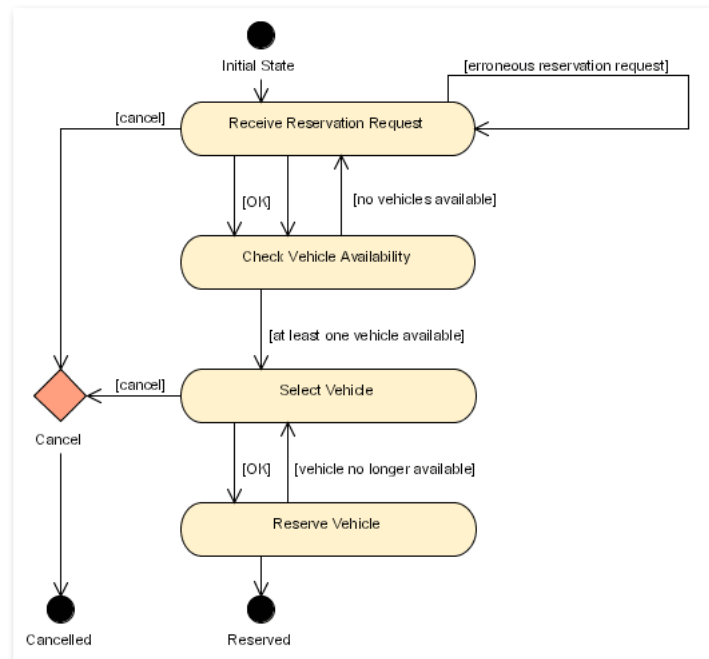 Initial State
[erroneous reservation request]
[cancel]
Receive Reservation Request
[OK]
[no vehicles available]
Check Vehicle Availability
[at least one vehicle available]
[cancel]
Select Vehicle
Cancel
[OK]
[vehicle no longer available]
Reserve Vehicle
Cancelled
Reserved